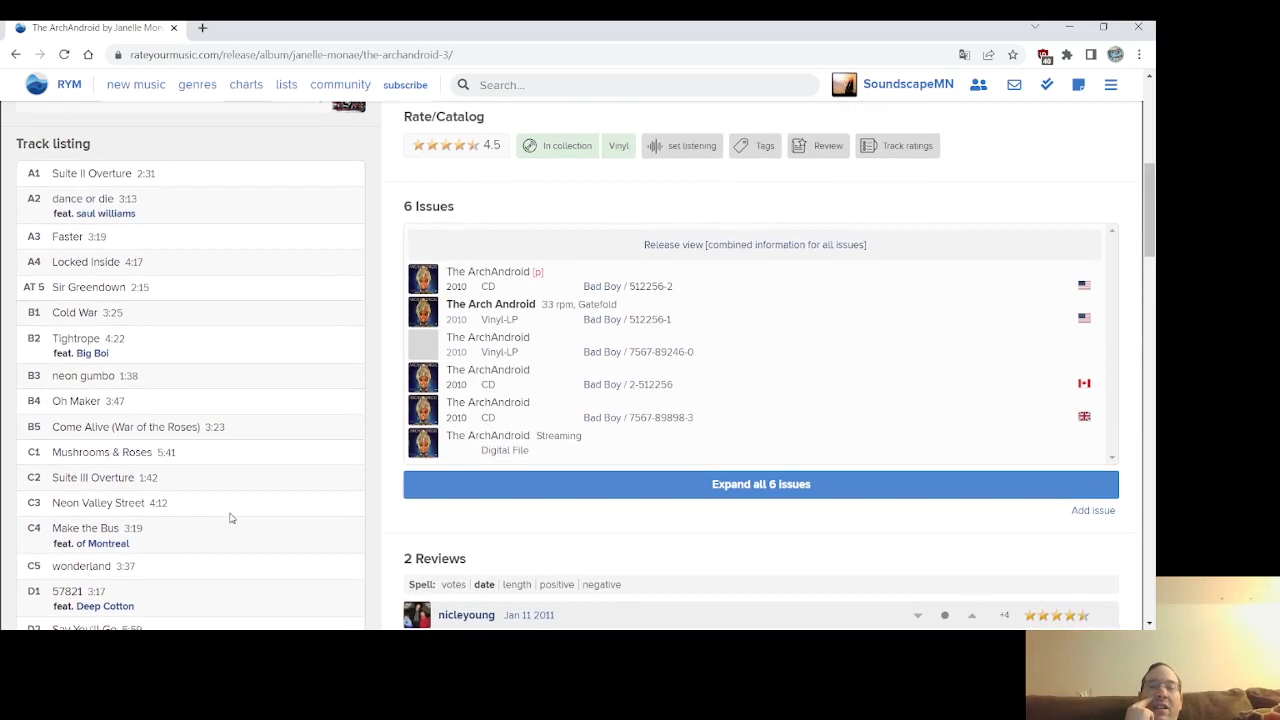 The ArchAndroid by Janelle Mon
rateyourmusic.com/release/album/janelle-monae/the-archandroid-3/
40
RYM
new music
genres
charts
lists
community
subscribe
Search...
SoundscapeMN
Track listing
A1 Suite II Overture 2:31
A2 dance or die 3:13
feat. saul williams
A3 Faster 3:19
A4 Locked Inside 4:17
AT 5 Sir Greendown 2:15
B1 Cold War 3:25
B2 Tightrope 4:22
feat. Big Boi
B3 neon gumbo 1:38
B4 Oh Maker 3:47
B5 Come Alive (War of the Roses) 3:23
C1 Mushrooms & Roses 5:41
C2 Suite III Overture 1:42
C3 Neon Valley Street 4:12
C4 Make the Bus 3:19
feat. of Montreal
C5 wonderland 3:37
D1 57821 3:17
feat. Deep Cotton
D2 Say You'll Go 5:59
Rate/Catalog
4.5
In collection
Vinyl
set listening
Tags
Review
Track ratings
6 Issues
Release view [combined information for all issues]
The ArchAndroid [p]
2010 CD Bad Boy / 512256-2
The Arch Android 33 rpm, Gatefold
2010 Vinyl-LP Bad Boy / 512256-1
The ArchAndroid
2010 Vinyl-LP Bad Boy / 7567-89246-0
The ArchAndroid
2010 CD Bad Boy / 2-512256
The ArchAndroid
2010 CD Bad Boy / 7567-89898-3
The ArchAndroid Streaming
Digital File
Expand all 6 issues
Add issue
2 Reviews
Spell: votes | date | length | positive | negative
nicleyoung Jan 11 2011 +4